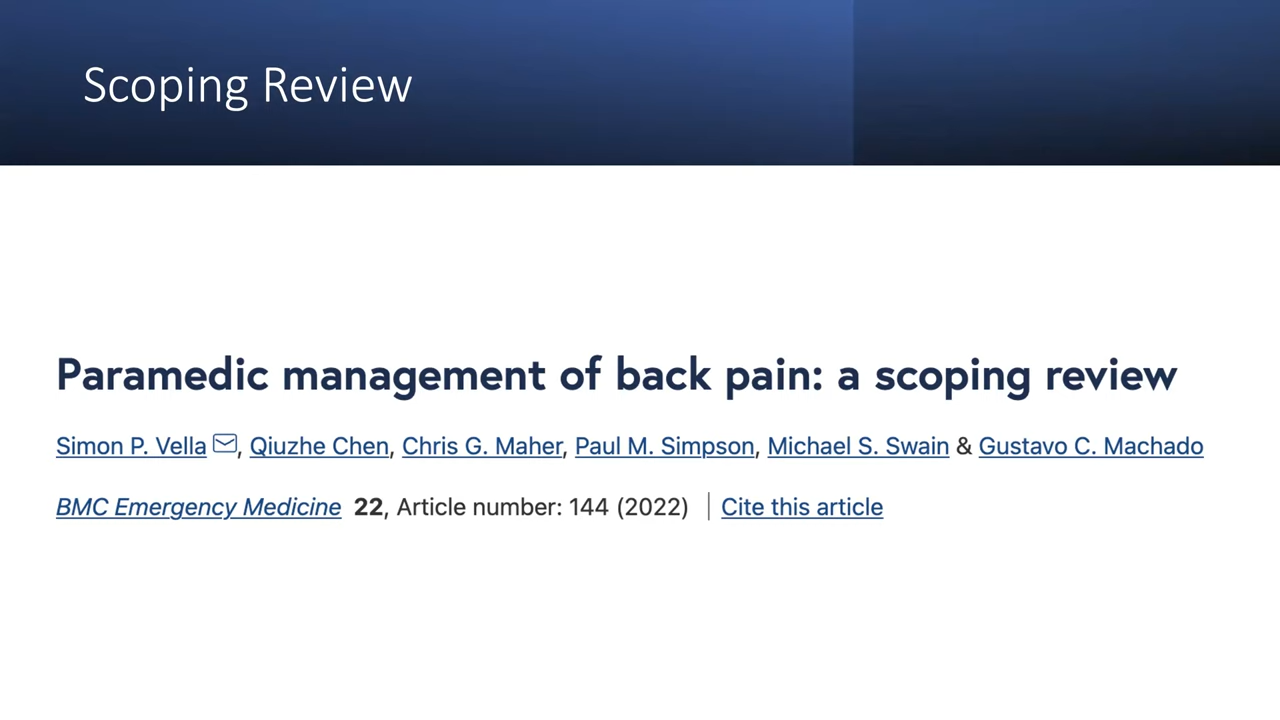 Scoping Review
Paramedic management of back pain: a scoping review
Simon P. Vella, Qiuzhe Chen, Chris G. Maher, Paul M. Simpson, Michael S. Swain & Gustavo C. Machado
BMC Emergency Medicine 22, Article number: 144 (2022) | Cite this article